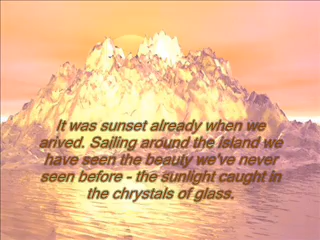 It was sunset already when we
arived. Sailing around the island we
have seen the beauty we've never
seen before - the sunlight caught in
the chrystals of glass.